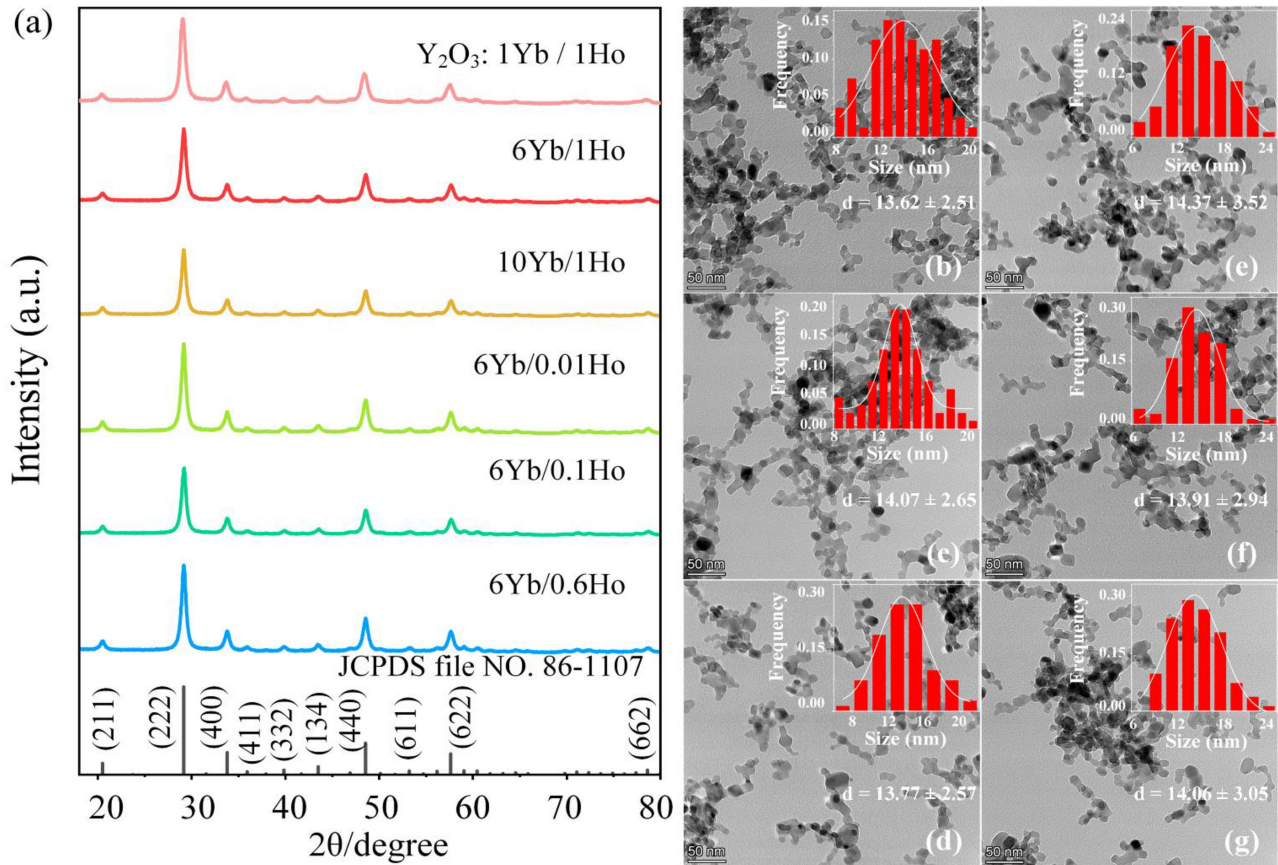 (a)
Y₂O₃: 1Yb / 1Ho
6Yb/1Ho
10Yb/1Ho
6Yb/0.01Ho
6Yb/0.1Ho
6Yb/0.6Ho
JCPDS file NO. 86-1107
(211)
(222)
(400)
(411)
(332)
(134)
(440)
(611)
(622)
(662)
Intensity (a.u.)
20 30 40 50 60 70 80
2θ/degree
Frequency
0.15
0.10
0.05
0.00
8 12 16 20
Size (nm)
d = 13.62 ± 2.51
50 nm
(b)
Frequency
0.24
0.12
0.00
6 12 18 24
Size (nm)
d = 14.37 ± 3.52
50 nm
(e)
Frequency
0.20
0.15
0.10
0.05
0.00
8 12 16 20
Size (nm)
d = 14.07 ± 2.65
50 nm
(e)
Frequency
0.30
0.15
0.00
6 12 18 24
Size (nm)
d = 13.91 ± 2.94
50 nm
(f)
Frequency
0.30
0.15
0.00
8 12 16 20
Size (nm)
d = 13.77 ± 2.57
50 nm
(d)
Frequency
0.30
0.15
0.00
6 12 18 24
Size (nm)
d = 14.06 ± 3.05
50 nm
(g)